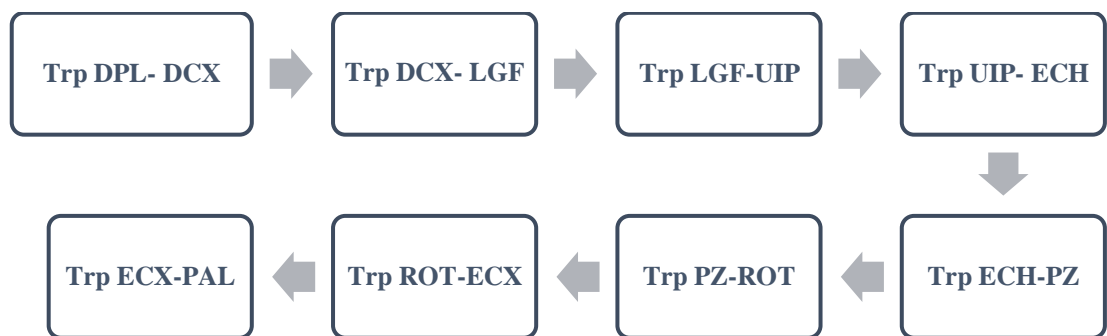 Trp DPL- DCX
Trp DCX- LGF
Trp LGF-UIP
Trp UIP- ECH
Trp ECH-PZ
Trp PZ-ROT
Trp ROT-ECX
Trp ECX-PAL